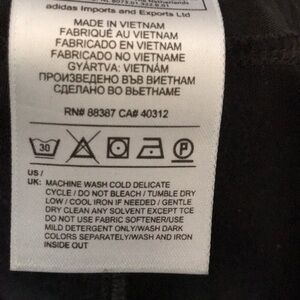 adidas Imports and Exports Ltd
MADE IN VIETNAM
FABRIQUÉ AU VIETNAM
FABRICADO EN VIETNAM
FABRICADO NO VIETNAME
GYÁRTVA: VIETNÁM
ПРОИЗВЕДЕНО ВЪВ ВИЕТНАМ
СДЕЛАНО ВО ВЬЕТНАМЕ
RN# 88387 CA# 40312
30 P
US /
UK: MACHINE WASH COLD DELICATE
CYCLE / DO NOT BLEACH / TUMBLE DRY
LOW / COOL IRON IF NEEDED / GENTLE
DRY CLEAN ANY SOLVENT EXCEPT TCE
DO NOT USE FABRIC SOFTENER/USE
MILD DETERGENT ONLY/WASH DARK
COLORS SEPARATELY/WASH AND IRON
INSIDE OUT